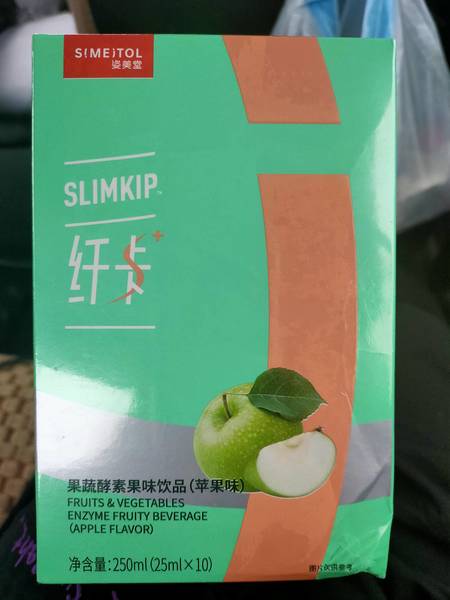 SIMEITOL
姿美堂
SLIMKIP™
纤卡+
果蔬酵素果味饮品(苹果味)
FRUITS & VEGETABLES
ENZYME FRUITY BEVERAGE
(APPLE FLAVOR)
净含量:250ml(25ml×10)
图片仅供参考